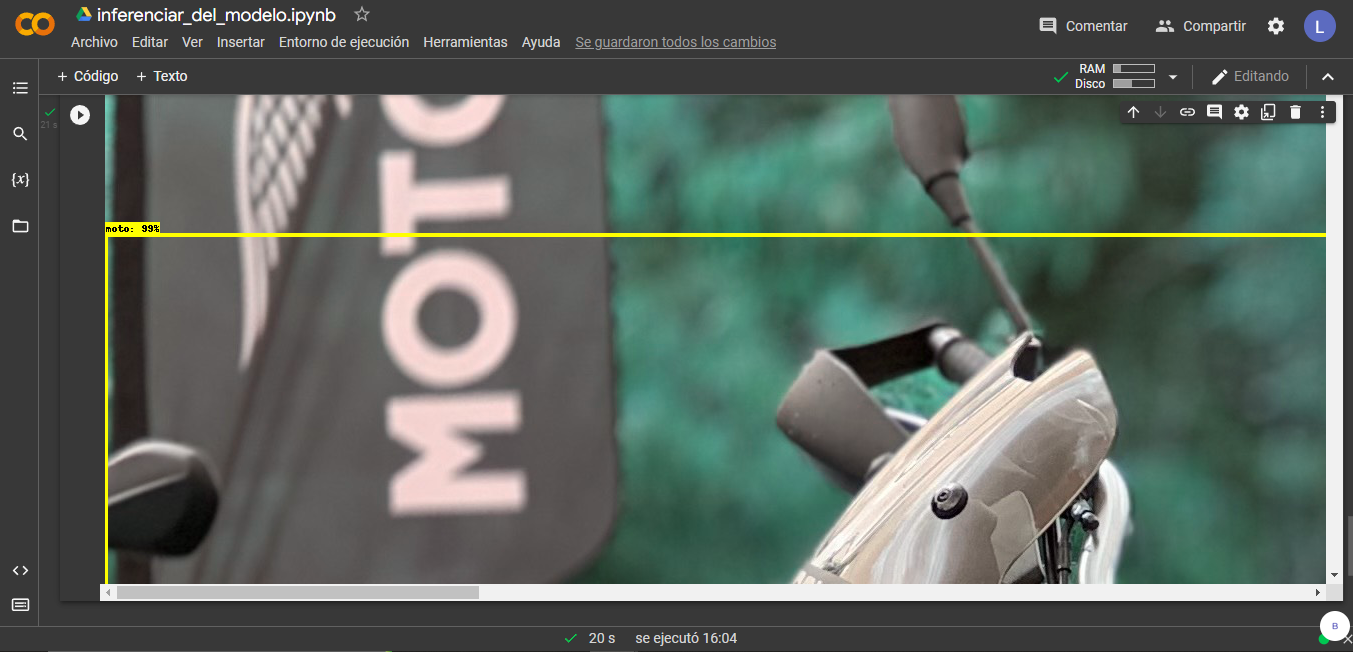 inferenciar_del_modelo.ipynb
Archivo Editar Ver Insertar Entorno de ejecución Herramientas Ayuda Se guardaron todos los cambios
Comentar Compartir L
+ Código + Texto
RAM
Disco
Editando
{x}
21 s
MOTO
moto: 99%
20 s se ejecutó 16:04
B